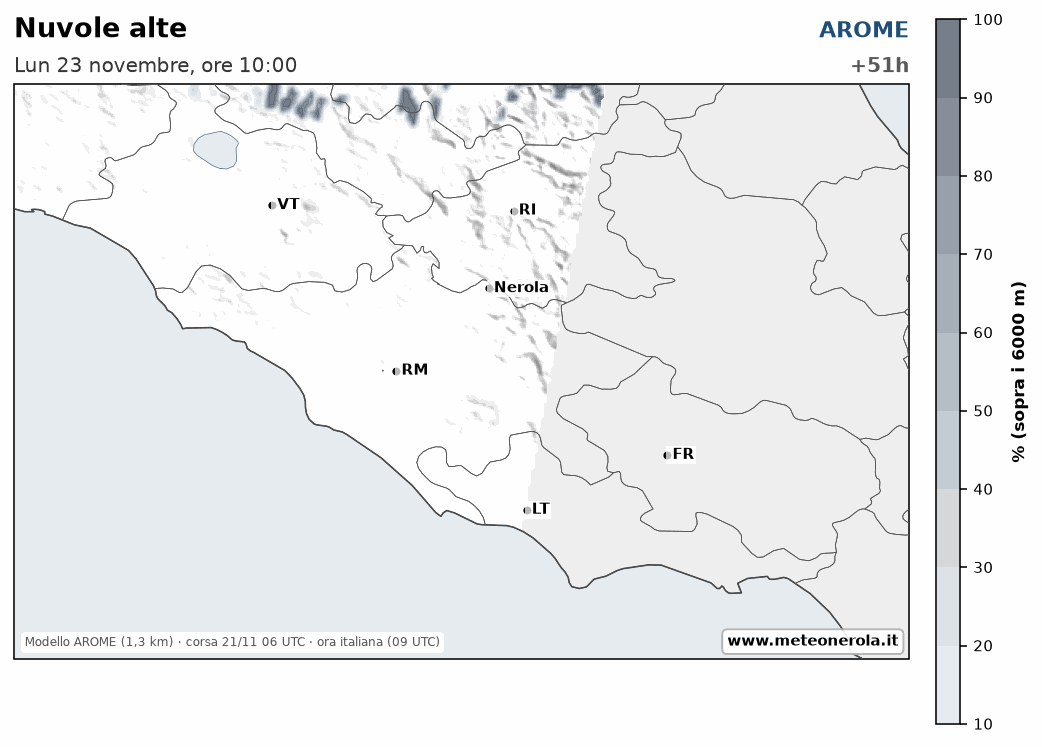 Nuvole alte
AROME
Lun 23 novembre, ore 10:00
+51h
100
90
80
70
60
50
40
30
20
10
% (sopra i 6000 m)
VT
RI
Nerola
RM
FR
LT
Modello AROME (1,3 km) · corsa 21/11 06 UTC · ora italiana (09 UTC)
www.meteonerola.it